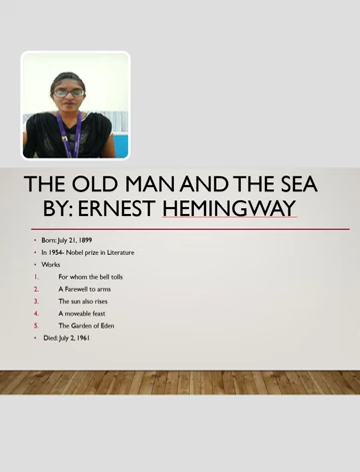 THE OLD MAN AND THE SEA
BY: ERNEST HEMINGWAY
• Born: July 21, 1899
• In 1954- Nobel prize in Literature
• Works
1. For whom the bell tolls
2. A Farewell to arms
3. The sun also rises
4. A moveable feast
5. The Garden of Eden
• Died: July 2, 1961